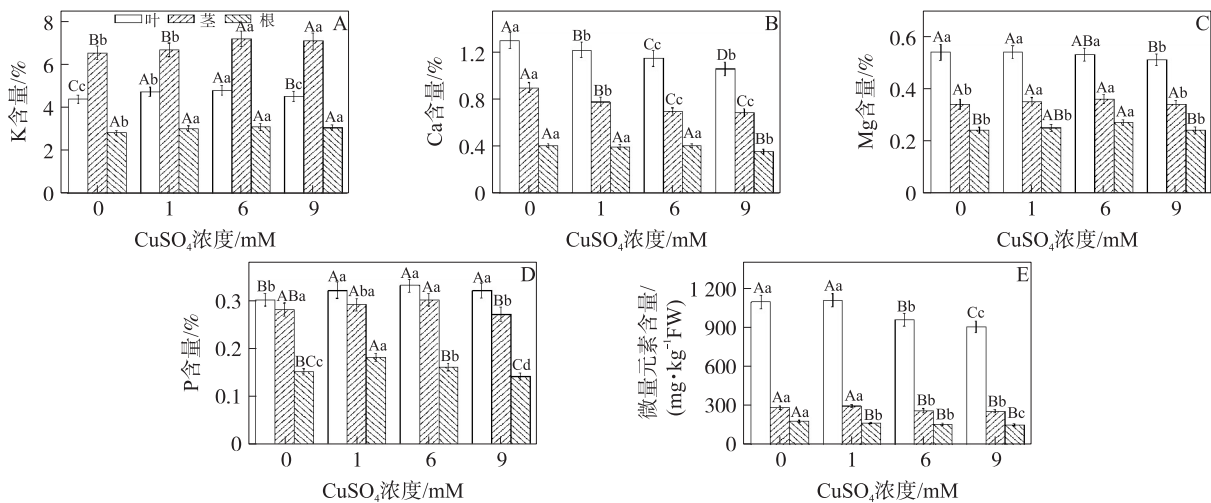 叶 茎 根
A
K含量/%
8
6
4
2
0
Cc Bb Ab
Ab Bb Aa
Aa Aa Aa
Bc Aa Aa
0 1 6 9
CuSO₄浓度/mM
B
Ca含量/%
1.2
0.8
0.4
0
Aa Aa Aa
Bb Bb Aa
Cc Cc Aa
Db Cc Bb
0 1 6 9
CuSO₄浓度/mM
C
Mg含量/%
0.6
0.4
0.2
0
Aa Ab Bb
Aa Aa ABb
ABa Aa Aa
Bb Ab Bb
0 1 6 9
CuSO₄浓度/mM
D
P含量/%
0.3
0.2
0.1
0
Bb ABa BCc
Aa Aba Aa
Aa Aa Bb
Aa Bb Cd
0 1 6 9
CuSO₄浓度/mM
E
微量元素含量/
(mg·kg⁻¹FW)
1 200
900
600
300
0
Aa Aa Aa
Aa Aa Bb
Bb Bb Bb
Cc Bb Bc
0 1 6 9
CuSO₄浓度/mM